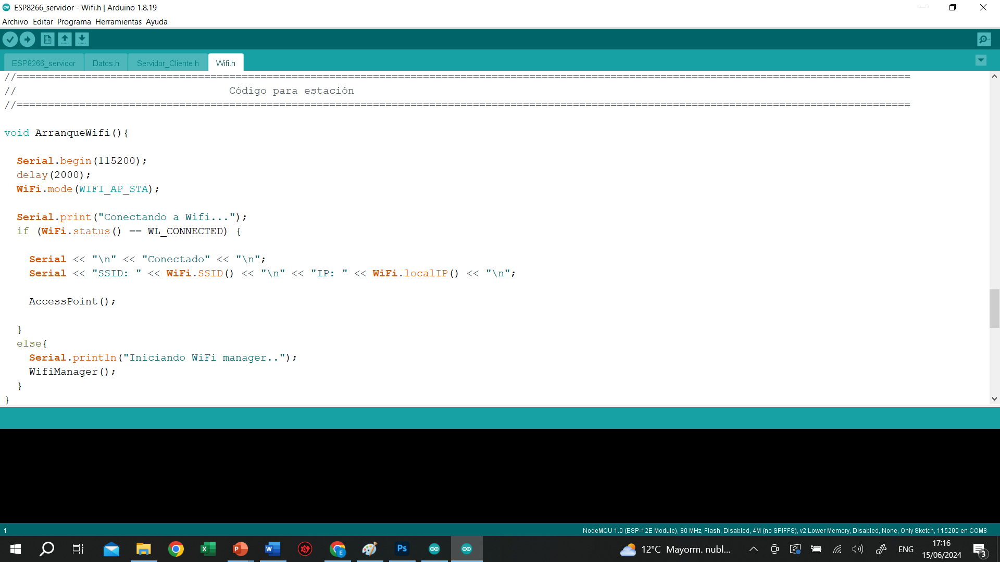 ESP8266_servidor - Wifi.h | Arduino 1.8.19
Archivo Editar Programa Herramientas Ayuda
ESP8266_servidor Datos.h Servidor_Cliente.h Wifi.h
//===============================================================================================================================================
// Código para estación
//===============================================================================================================================================
void ArranqueWifi(){
Serial.begin(115200);
delay(2000);
WiFi.mode(WIFI_AP_STA);
Serial.print("Conectando a Wifi...");
if (WiFi.status() == WL_CONNECTED) {
Serial << "\n" << "Conectado" << "\n";
Serial << "SSID: " << WiFi.SSID() << "\n" << "IP: " << WiFi.localIP() << "\n";
AccessPoint();
}
else{
Serial.println("Iniciando WiFi manager..");
WifiManager();
}
}
1 NodeMCU 1.0 (ESP-12E Module), 80 MHz, Flash, Disabled, 4M (no SPIFFS), v2 Lower Memory, Disabled, None, Only Sketch, 115200 en COM8
12°C Mayorm. nubl... ENG 17:16
15/06/2024
3